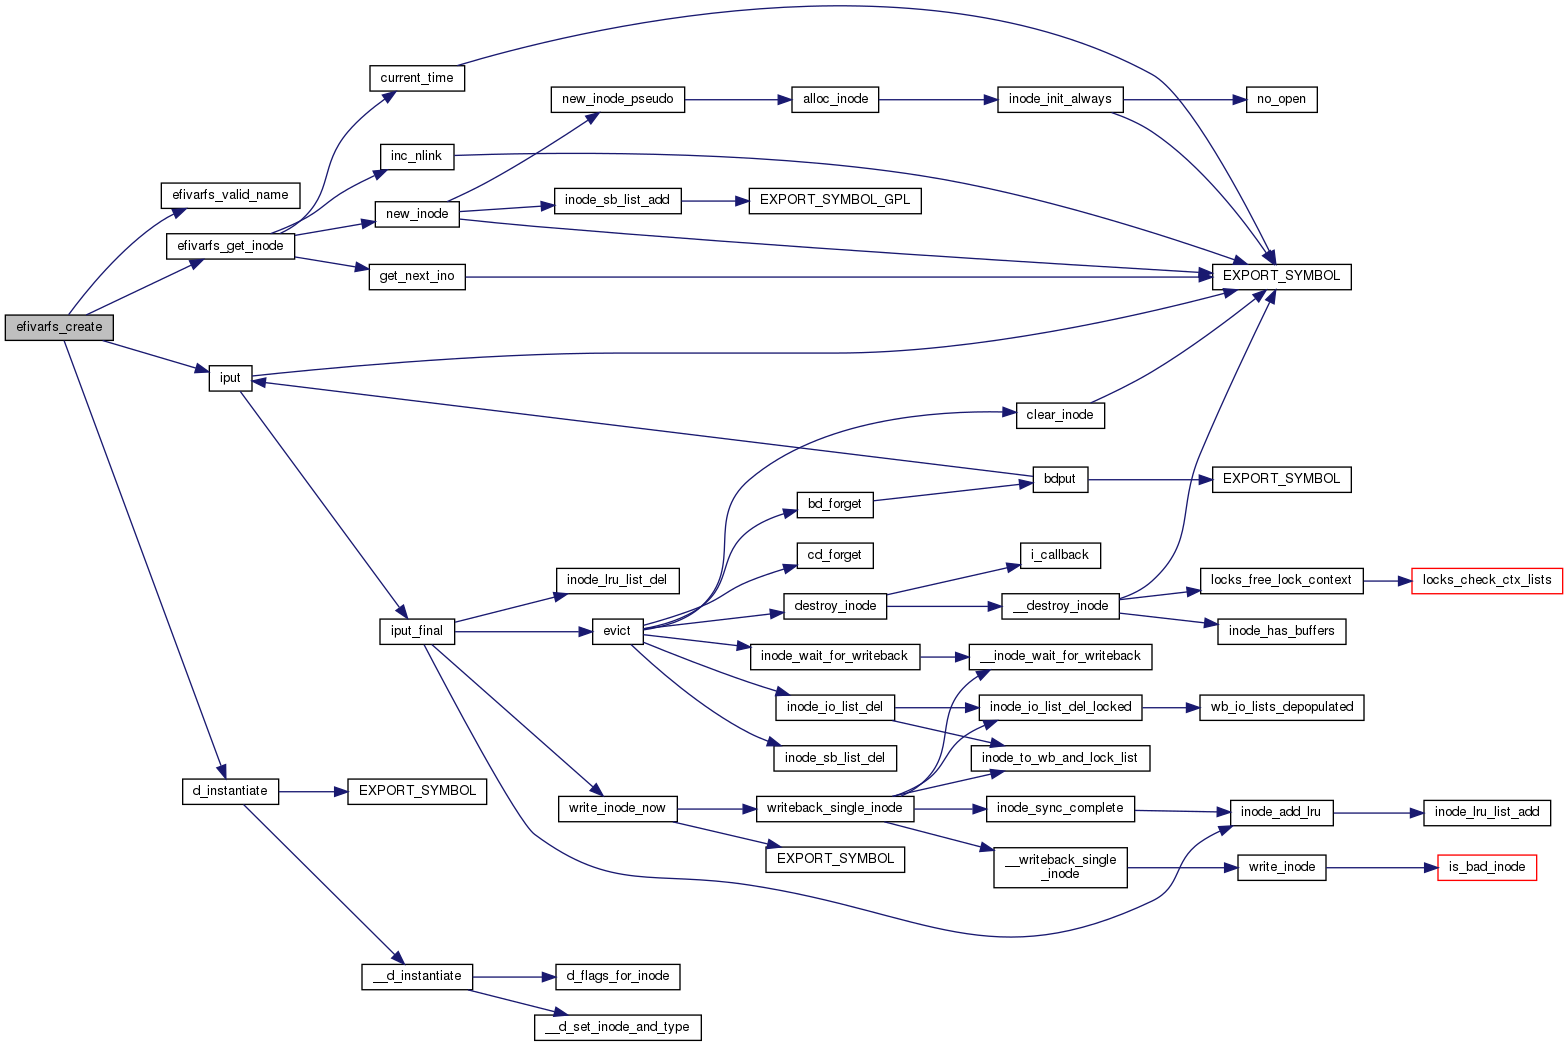 current_time
new_inode_pseudo
alloc_inode
inode_init_always
no_open
inc_nlink
efivarfs_valid_name
inode_sb_list_add
EXPORT_SYMBOL_GPL
new_inode
efivarfs_get_inode
get_next_ino
EXPORT_SYMBOL
efivarfs_create
iput
clear_inode
bdput
EXPORT_SYMBOL
bd_forget
cd_forget
i_callback
inode_lru_list_del
locks_free_lock_context
locks_check_ctx_lists
destroy_inode
__destroy_inode
iput_final
evict
inode_has_buffers
inode_wait_for_writeback
__inode_wait_for_writeback
inode_io_list_del
inode_io_list_del_locked
wb_io_lists_depopulated
inode_sb_list_del
inode_to_wb_and_lock_list
d_instantiate
EXPORT_SYMBOL
write_inode_now
writeback_single_inode
inode_sync_complete
inode_add_lru
inode_lru_list_add
EXPORT_SYMBOL
__writeback_single
_inode
write_inode
is_bad_inode
__d_instantiate
d_flags_for_inode
__d_set_inode_and_type